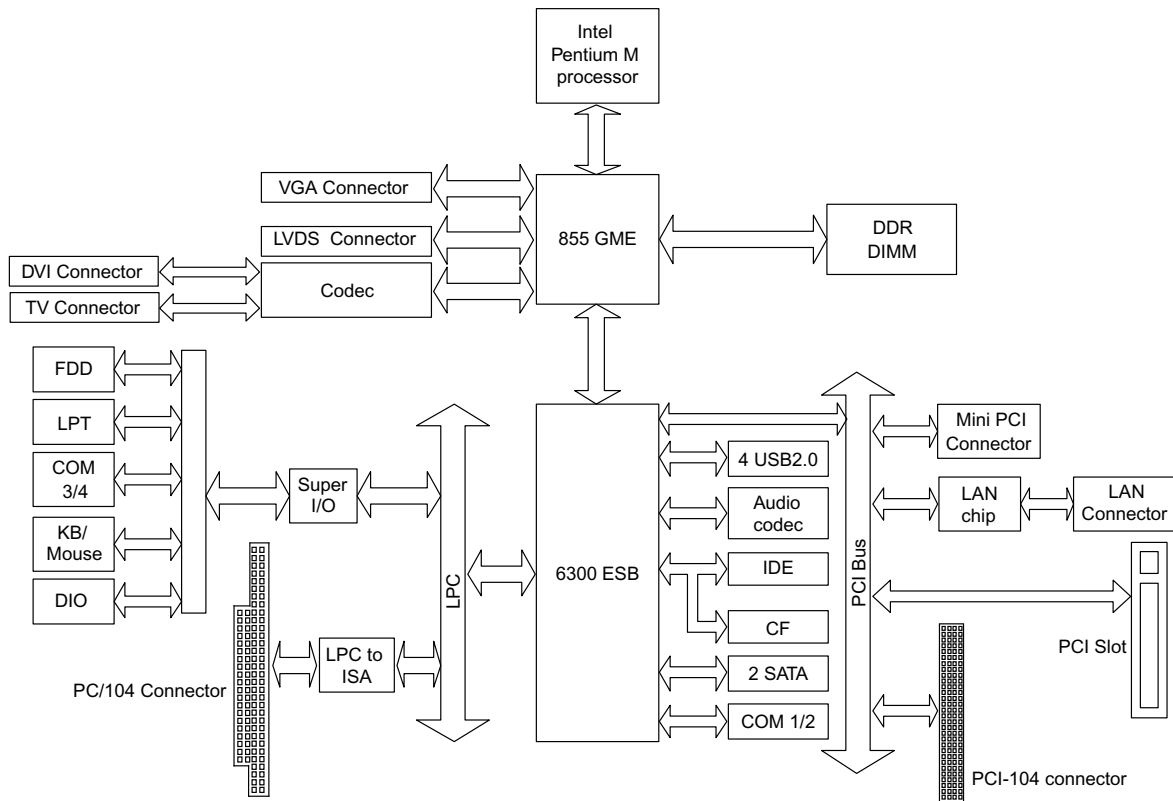 Intel
Pentium M
processor
VGA Connector
LVDS Connector
855 GME
DDR
DIMM
DVI Connector
Codec
TV Connector
FDD
LPT
COM
3/4
KB/
Mouse
DIO
Super
I/O
LPC
LPC to
ISA
PC/104 Connector
6300 ESB
4 USB2.0
Audio
codec
IDE
CF
2 SATA
COM 1/2
PCI Bus
Mini PCI
Connector
LAN
chip
LAN
Connector
PCI Slot
PCI-104 connector